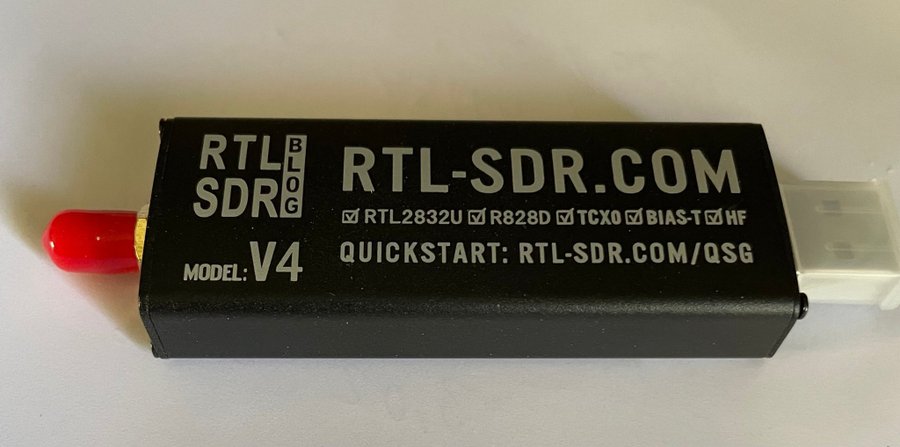 RTL
SDR
BLOG
MODEL: V4
RTL-SDR.COM
☑ RTL2832U ☑ R828D ☑ TCXO ☑ BIAS-T ☑ HF
QUICKSTART: RTL-SDR.COM/QSG